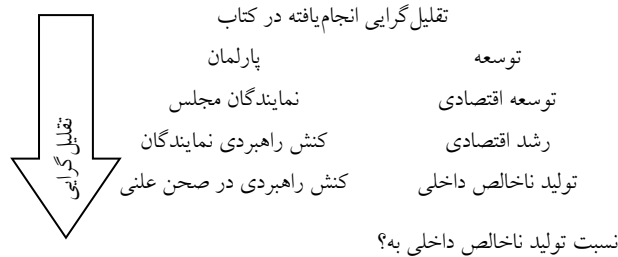 تقلیل‌گرایی انجام‌یافته در کتاب
توسعه پارلمان
توسعه اقتصادی نمایندگان مجلس
رشد اقتصادی کنش راهبردی نمایندگان
تولید ناخالص داخلی کنش راهبردی در صحن علنی
نسبت تولید ناخالص داخلی به؟
تقلیل‌گرایی